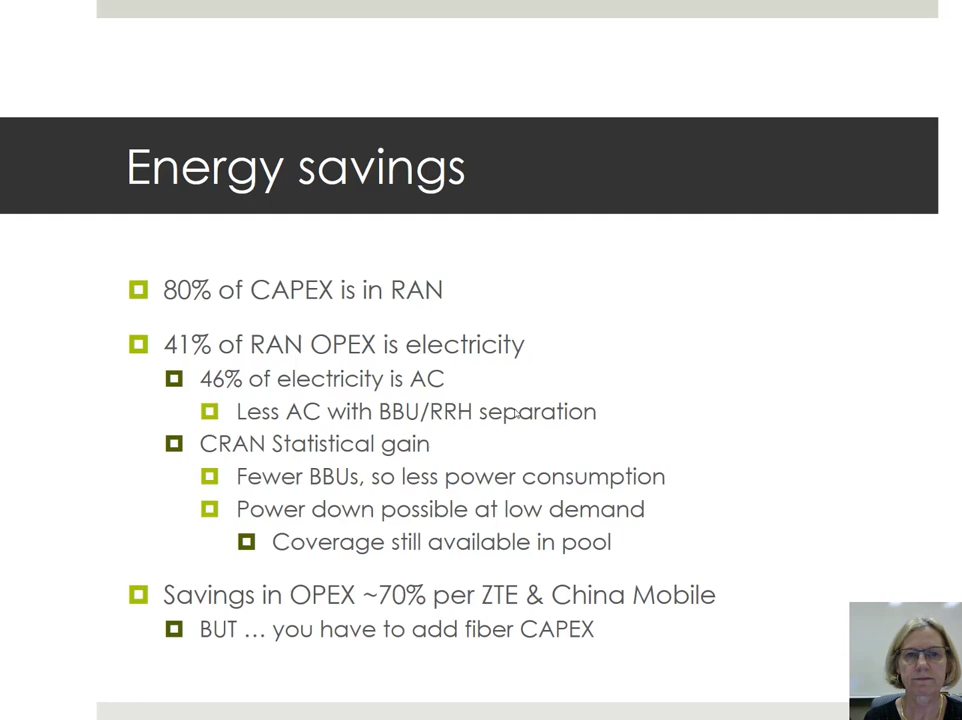 Energy savings
80% of CAPEX is in RAN
41% of RAN OPEX is electricity
46% of electricity is AC
Less AC with BBU/RRH separation
CRAN Statistical gain
Fewer BBUs, so less power consumption
Power down possible at low demand
Coverage still available in pool
Savings in OPEX ~70% per ZTE & China Mobile
BUT … you have to add fiber CAPEX